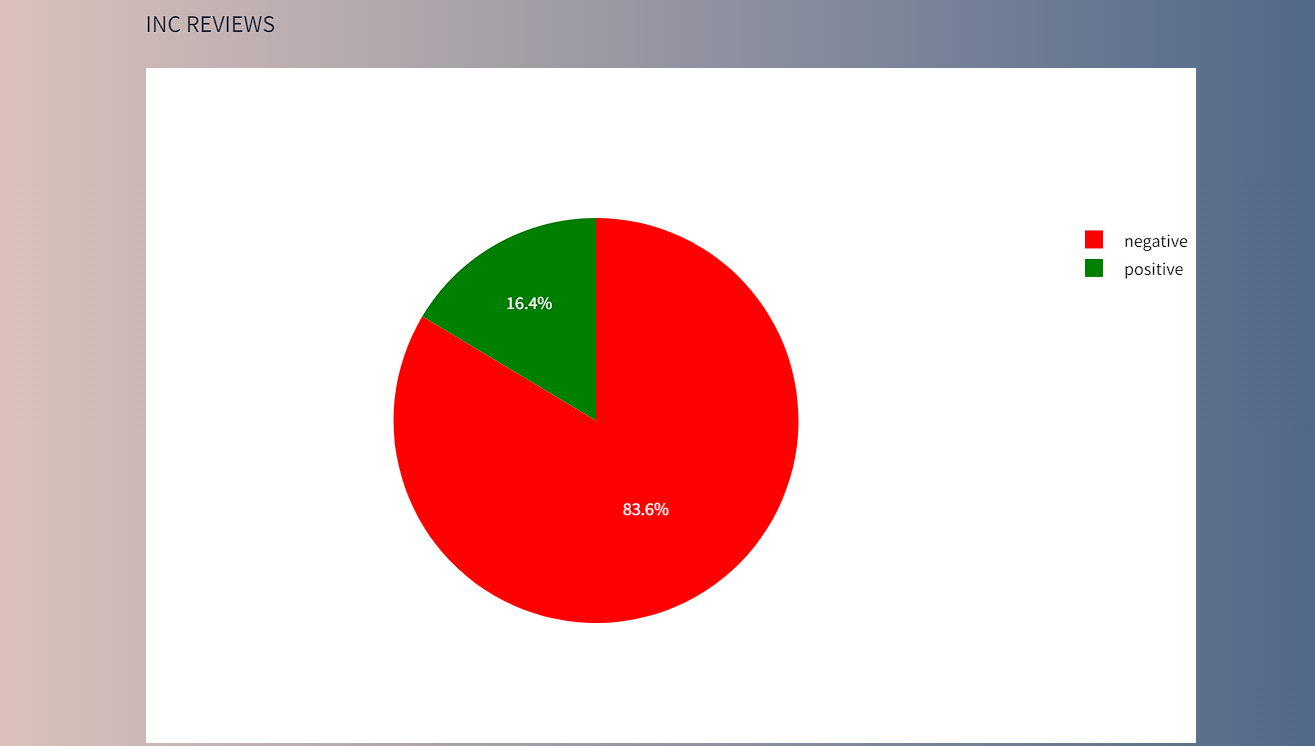 INC REVIEWS
negative
positive
16.4%
83.6%